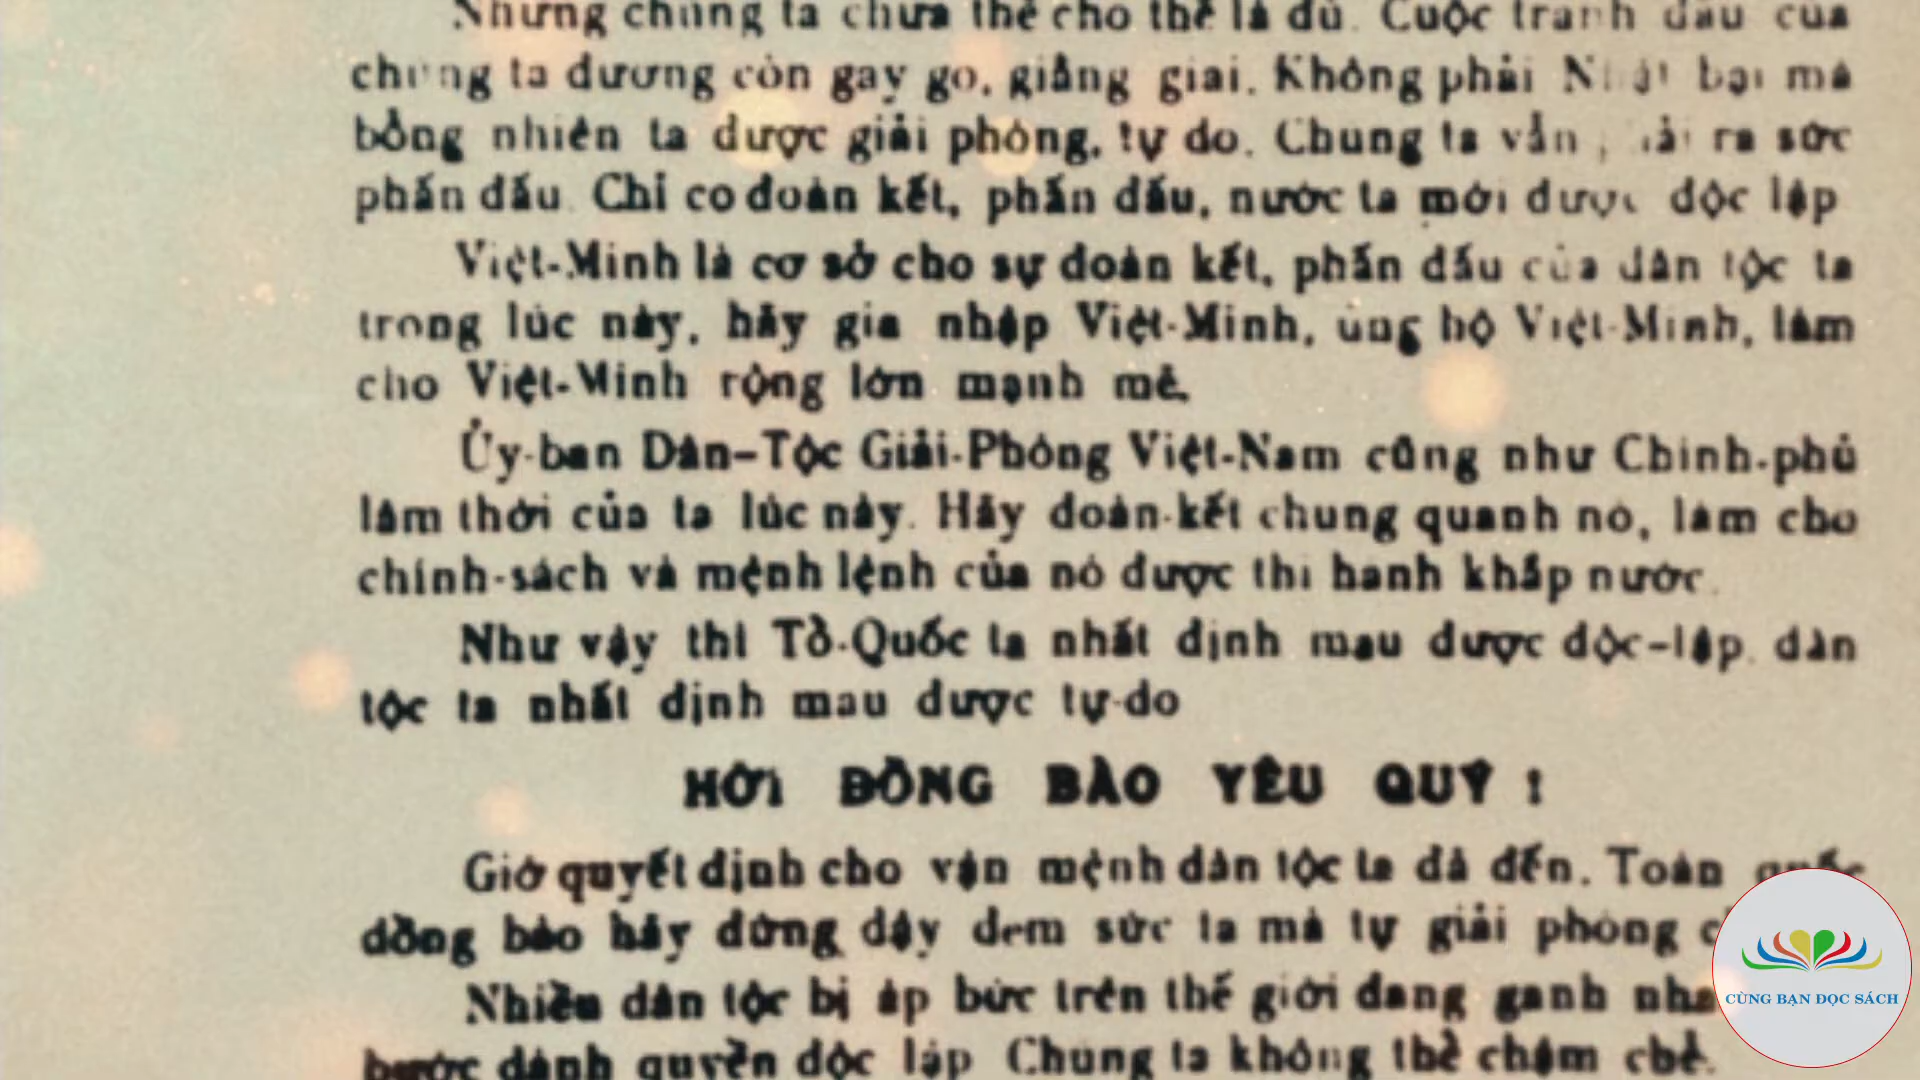 Nhưng chúng ta chưa thể cho thế là đủ. Cuộc tranh đấu của
chúng ta đương còn gay go, giằng giai. Không phải Nhật bại mà
bỗng nhiên ta được giải phóng, tự do. Chúng ta vẫn phải ra sức
phấn đấu. Chỉ có đoàn kết, phấn đấu, nước ta mới được độc lập
Việt-Minh là cơ sở cho sự đoàn kết, phấn đấu của dân tộc ta
trong lúc này, hãy gia nhập Việt-Minh, ủng hộ Việt-Minh, làm
cho Việt-Minh rộng lớn mạnh mẽ.
Ủy-ban Dân-Tộc Giải-Phóng Việt-Nam cũng như Chính-phủ
lâm thời của ta lúc này. Hãy đoàn-kết chung quanh nó, làm cho
chính-sách và mệnh lệnh của nó được thi hành khắp nước.
Như vậy thì Tổ-Quốc ta nhất định mau được độc-lập, dân
tộc ta nhất định mau được tự-do
HỠI ĐỒNG BÀO YÊU QUÝ !
Giờ quyết định cho vận mệnh dân tộc ta đã đến. Toàn quốc
đồng bào hãy đứng dậy đem sức ta mà tự giải phóng
Nhiều dân tộc bị áp bức trên thế giới đang ganh
bước dành quyền độc lập Chúng ta không thể chậm chễ.
CÙNG BẠN ĐỌC SÁCH